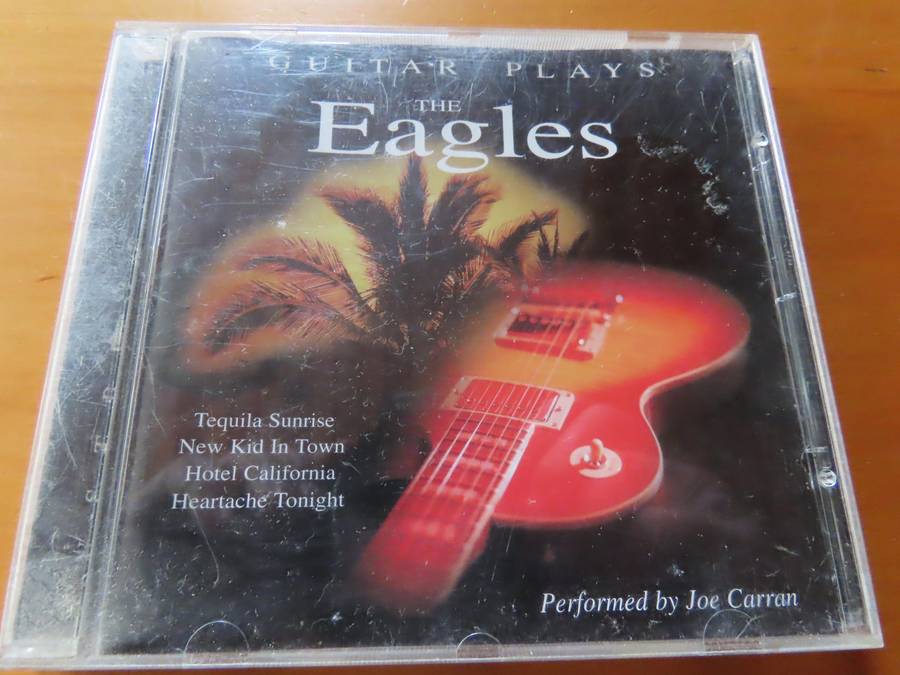 GUITAR PLAYS
THE
Eagles
Tequila Sunrise
New Kid In Town
Hotel California
Heartache Tonight
Performed by Joe Carran